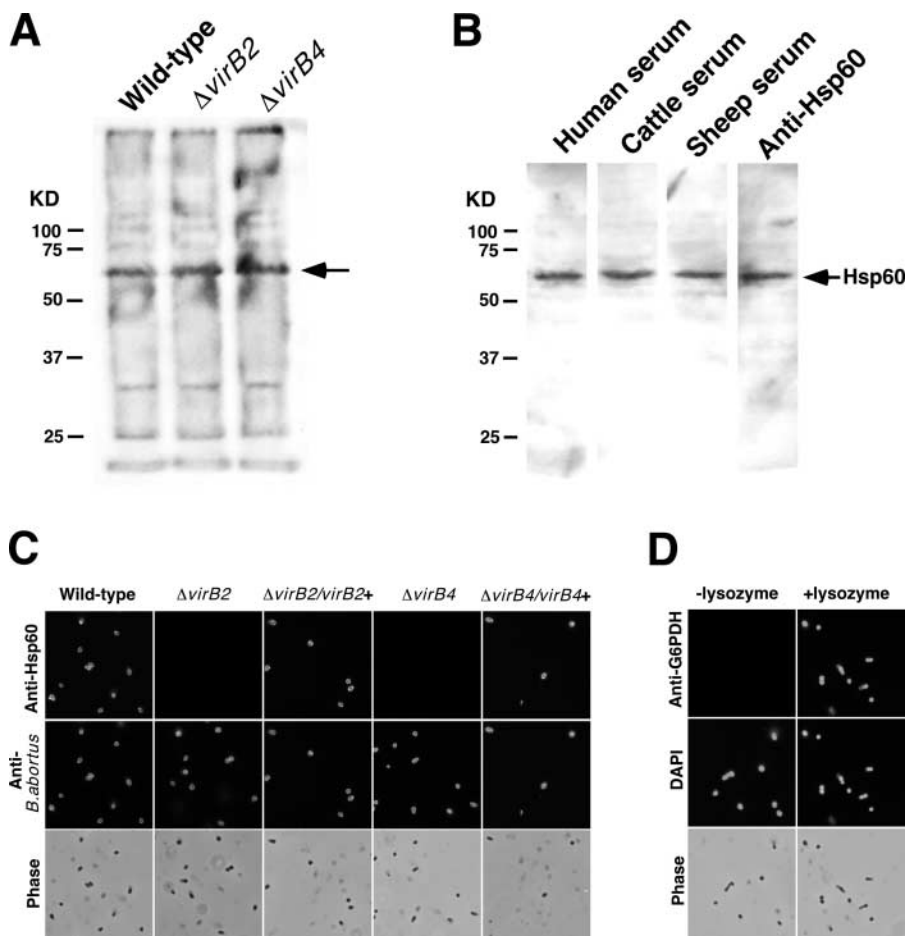 A
Wild-type
ΔvirB2
ΔvirB4
KD
100
75
50
37
25
B
Human serum
Cattle serum
Sheep serum
Anti-Hsp60
KD
100
75
50
37
25
Hsp60
C
Wild-type
ΔvirB2
ΔvirB2/virB2+
ΔvirB4
ΔvirB4/virB4+
Anti-Hsp60
Anti-
B.abortus
Phase
D
-lysozyme
+lysozyme
Anti-G6PDH
DAPI
Phase